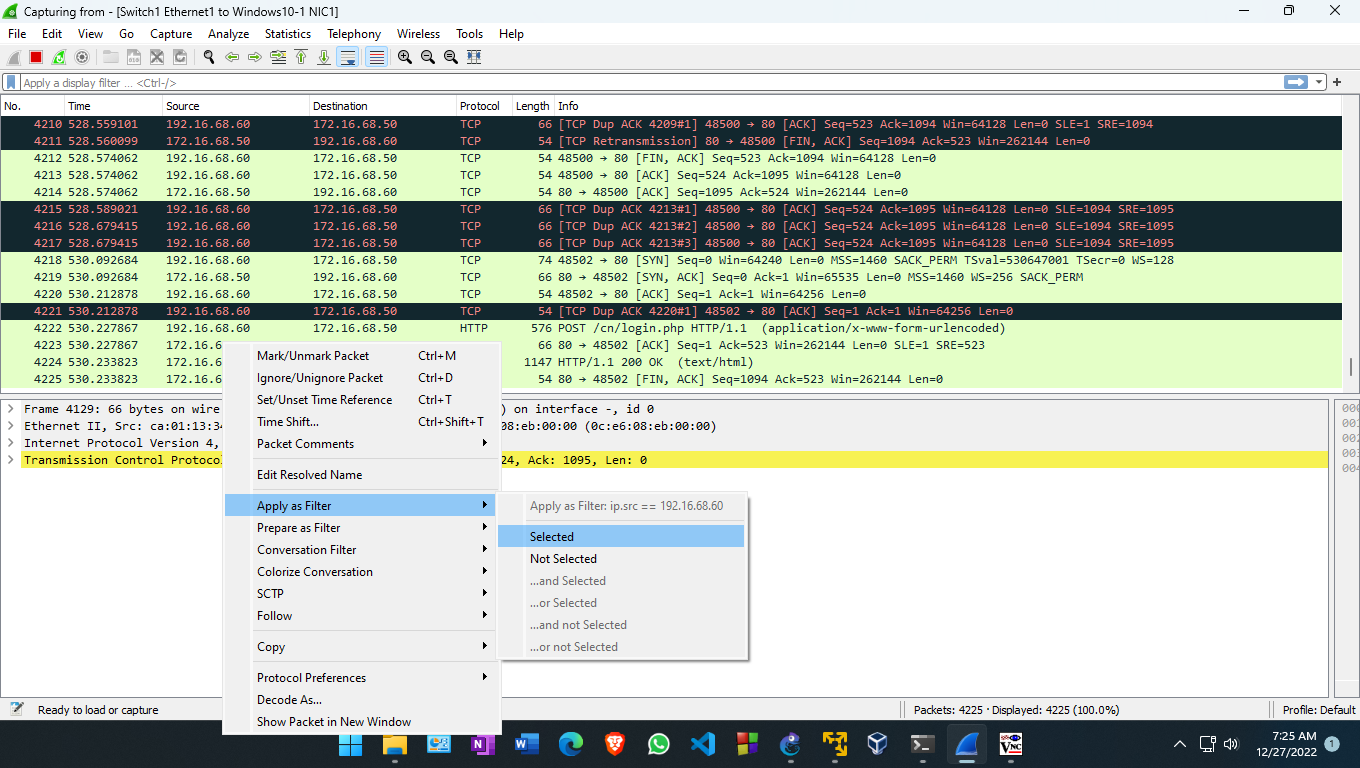 Capturing from - [Switch1 Ethernet1 to Windows10-1 NIC1]
File Edit View Go Capture Analyze Statistics Telephony Wireless Tools Help
Apply a display filter ... <Ctrl-/>
No. Time Source Destination Protocol Length Info
4210 528.559101 192.16.68.60 172.16.68.50 TCP 66 [TCP Dup ACK 4209#1] 48500 → 80 [ACK] Seq=523 Ack=1094 Win=64128 Len=0 SLE=1 SRE=1094
4211 528.560099 172.16.68.50 192.16.68.60 TCP 54 [TCP Retransmission] 80 → 48500 [FIN, ACK] Seq=1094 Ack=523 Win=262144 Len=0
4212 528.574062 192.16.68.60 172.16.68.50 TCP 54 48500 → 80 [FIN, ACK] Seq=523 Ack=1094 Win=64128 Len=0
4213 528.574062 192.16.68.60 172.16.68.50 TCP 54 48500 → 80 [ACK] Seq=524 Ack=1095 Win=64128 Len=0
4214 528.574062 172.16.68.50 192.16.68.60 TCP 54 80 → 48500 [ACK] Seq=1095 Ack=524 Win=262144 Len=0
4215 528.589021 192.16.68.60 172.16.68.50 TCP 66 [TCP Dup ACK 4213#1] 48500 → 80 [ACK] Seq=524 Ack=1095 Win=64128 Len=0 SLE=1094 SRE=1095
4216 528.679415 192.16.68.60 172.16.68.50 TCP 66 [TCP Dup ACK 4213#2] 48500 → 80 [ACK] Seq=524 Ack=1095 Win=64128 Len=0 SLE=1094 SRE=1095
4217 528.679415 192.16.68.60 172.16.68.50 TCP 66 [TCP Dup ACK 4213#3] 48500 → 80 [ACK] Seq=524 Ack=1095 Win=64128 Len=0 SLE=1094 SRE=1095
4218 530.092684 192.16.68.60 172.16.68.50 TCP 74 48502 → 80 [SYN] Seq=0 Win=64240 Len=0 MSS=1460 SACK_PERM TSval=530647001 TSecr=0 WS=128
4219 530.092684 172.16.68.50 192.16.68.60 TCP 66 80 → 48502 [SYN, ACK] Seq=0 Ack=1 Win=65535 Len=0 MSS=1460 WS=256 SACK_PERM
4220 530.212878 192.16.68.60 172.16.68.50 TCP 54 48502 → 80 [ACK] Seq=1 Ack=1 Win=64256 Len=0
4221 530.212878 192.16.68.60 172.16.68.50 TCP 54 [TCP Dup ACK 4220#1] 48502 → 80 [ACK] Seq=1 Ack=1 Win=64256 Len=0
4222 530.227867 192.16.68.60 172.16.68.50 HTTP 576 POST /cn/login.php HTTP/1.1 (application/x-www-form-urlencoded)
4223 530.227867 172.16.6 66 80 → 48502 [ACK] Seq=1 Ack=523 Win=262144 Len=0 SLE=1 SRE=523
4224 530.233823 172.16.6 1147 HTTP/1.1 200 OK (text/html)
4225 530.233823 172.16.6 54 80 → 48502 [FIN, ACK] Seq=1094 Ack=523 Win=262144 Len=0
Mark/Unmark Packet Ctrl+M
Ignore/Unignore Packet Ctrl+D
Set/Unset Time Reference Ctrl+T
Time Shift... Ctrl+Shift+T
Packet Comments
Edit Resolved Name
Apply as Filter
Prepare as Filter
Conversation Filter
Colorize Conversation
SCTP
Follow
Copy
Protocol Preferences
Decode As...
Show Packet in New Window
Apply as Filter: ip.src == 192.16.68.60
Selected
Not Selected
...and Selected
...or Selected
...and not Selected
...or not Selected
Frame 4129: 66 bytes on wire ) on interface -, id 0
Ethernet II, Src: ca:01:13:34 08:eb:00:00 (0c:e6:08:eb:00:00)
Internet Protocol Version 4,
Transmission Control Protoco 24, Ack: 1095, Len: 0
000
001
002
003
004
Ready to load or capture
Packets: 4225 · Displayed: 4225 (100.0%)
Profile: Default
7:25 AM
12/27/2022
1